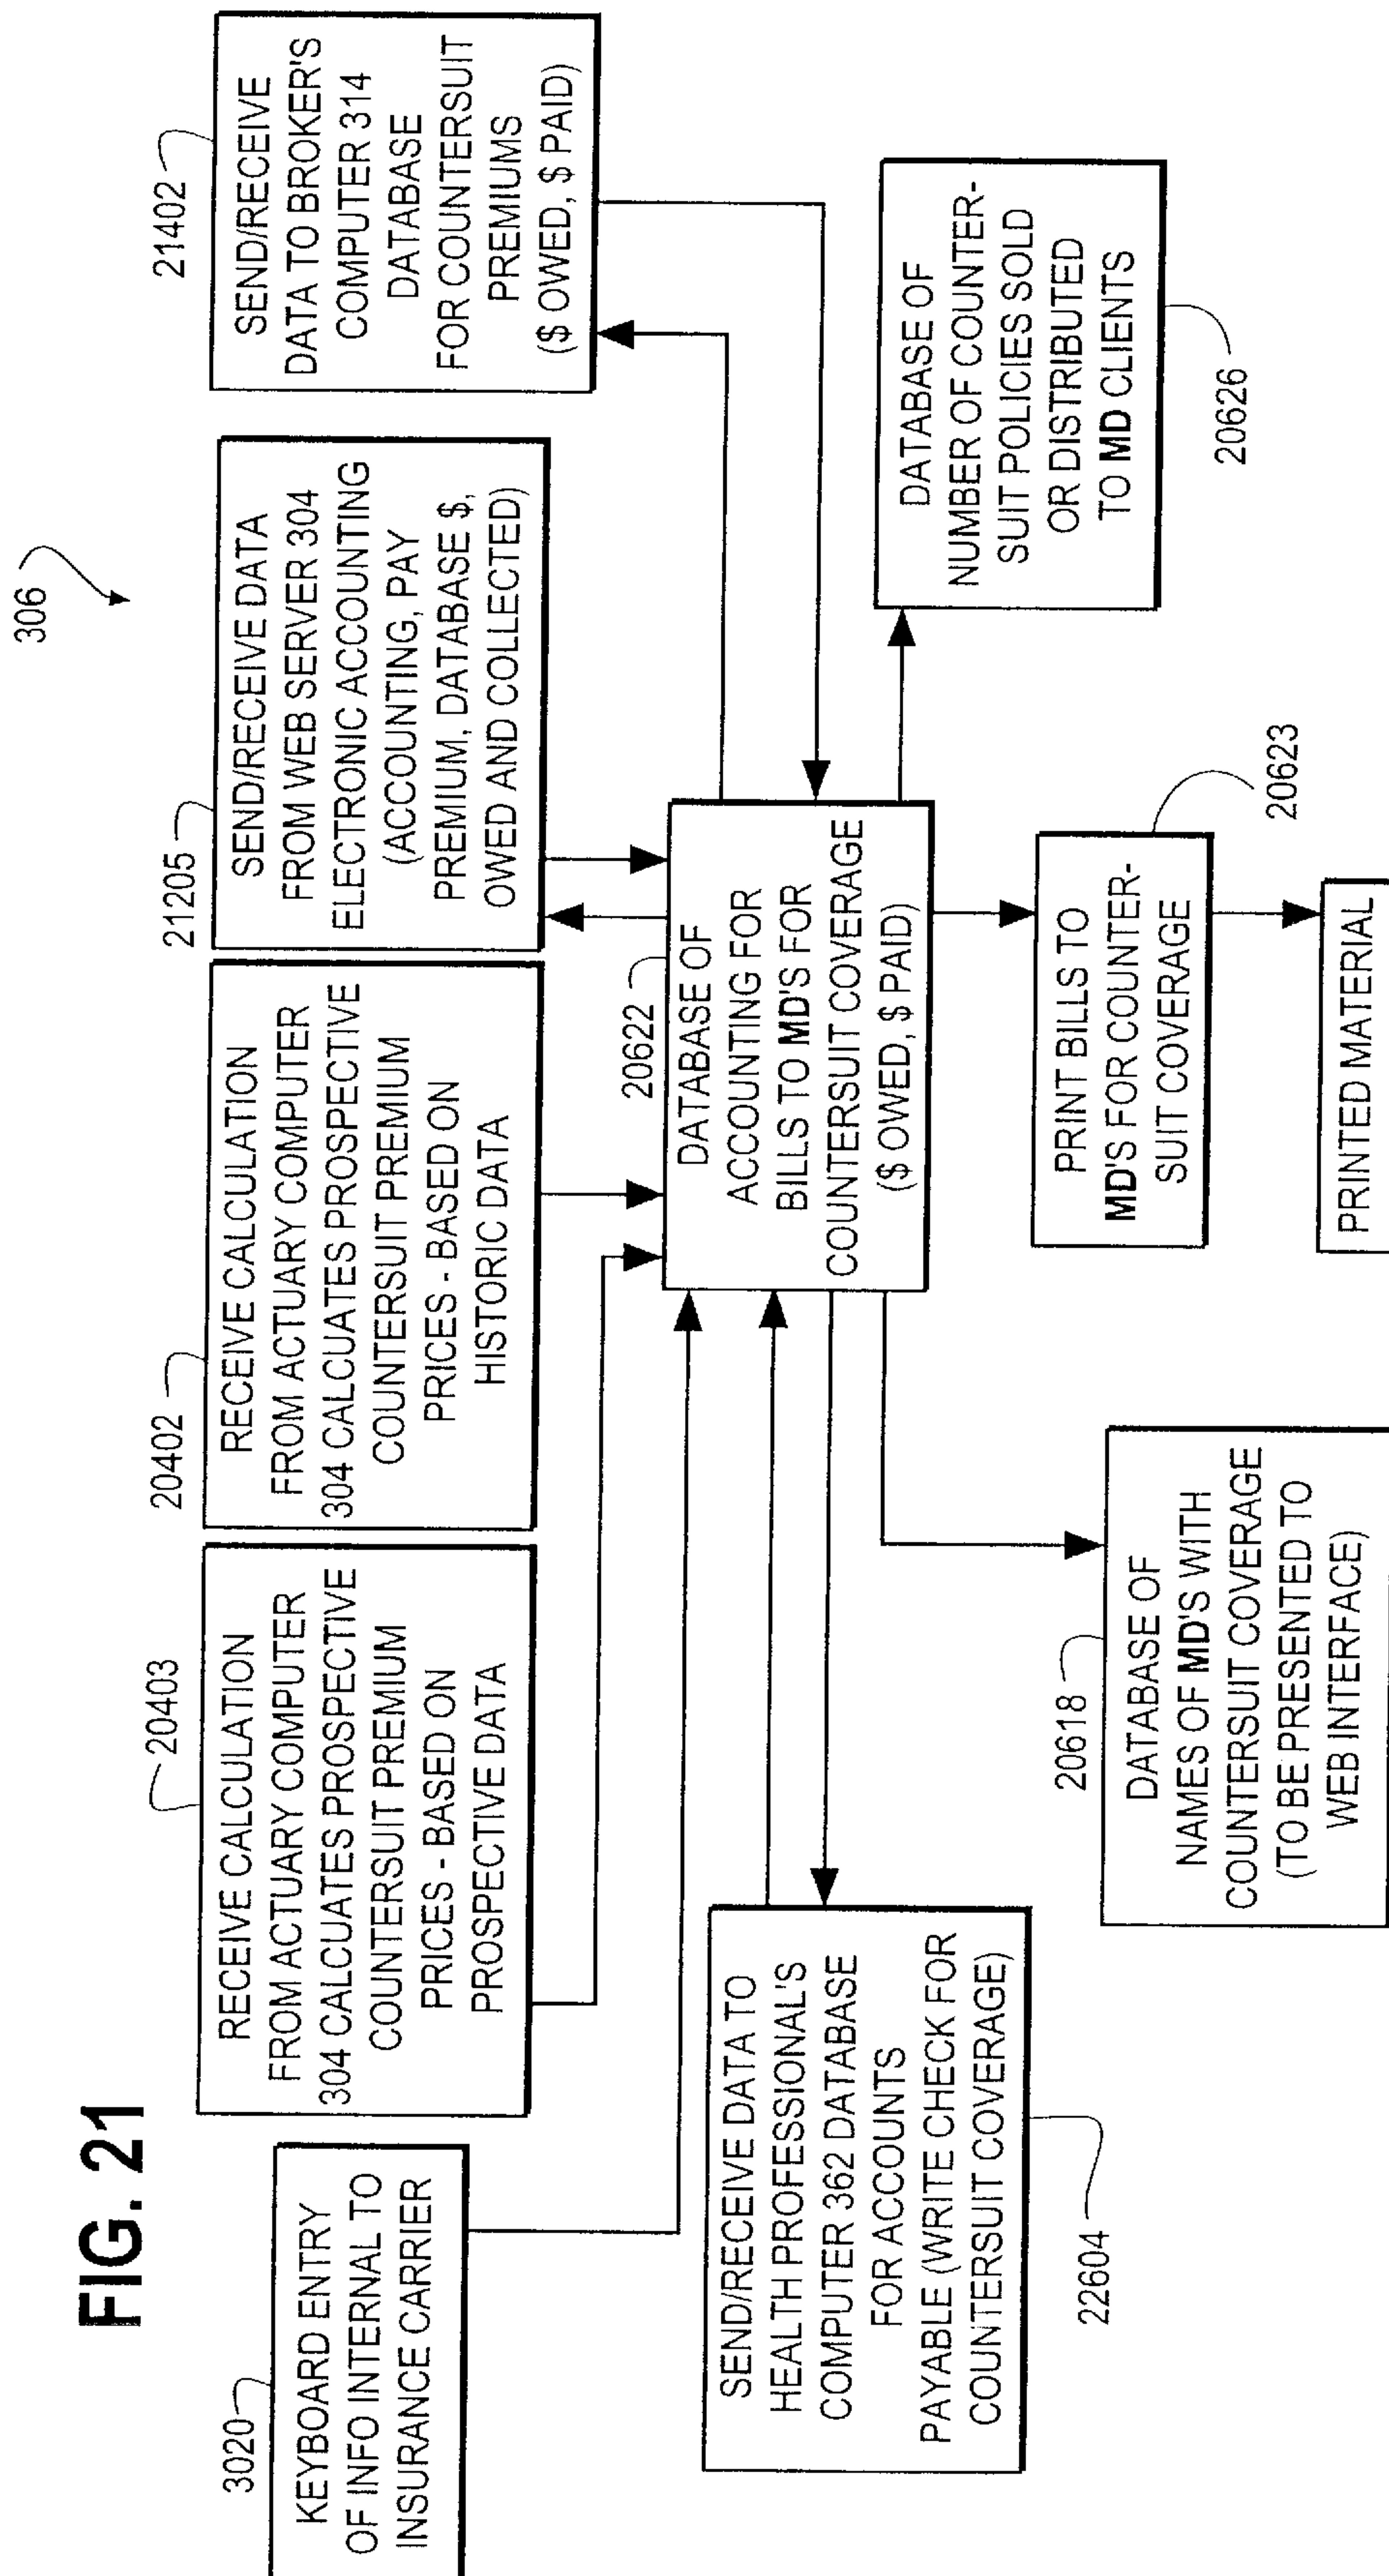 FIG. 21
306
3020
KEYBOARD ENTRY
OF INFO INTERNAL TO
INSURANCE CARRIER
20403
RECEIVE CALCULATION
FROM ACTUARY COMPUTER
304 CALCUATES PROSPECTIVE
COUNTERSUIT PREMIUM
PRICES - BASED ON
PROSPECTIVE DATA
20402
RECEIVE CALCULATION
FROM ACTUARY COMPUTER
304 CALCUATES PROSPECTIVE
COUNTERSUIT PREMIUM
PRICES - BASED ON
HISTORIC DATA
21205
SEND/RECEIVE DATA
FROM WEB SERVER 304
ELECTRONIC ACCOUNTING
(ACCOUNTING, PAY
PREMIUM, DATABASE $,
OWED AND COLLECTED)
21402
SEND/RECEIVE
DATA TO BROKER'S
COMPUTER 314
DATABASE
FOR COUNTERSUIT
PREMIUMS
($ OWED, $ PAID)
20622
DATABASE OF
ACCOUNTING FOR
BILLS TO MD'S FOR
COUNTERSUIT COVERAGE
($ OWED, $ PAID)
SEND/RECEIVE DATA TO
HEALTH PROFESSIONAL'S
COMPUTER 362 DATABASE
FOR ACCOUNTS
PAYABLE (WRITE CHECK FOR
COUNTERSUIT COVERAGE)
22604
20618
DATABASE OF
NAMES OF MD'S WITH
COUNTERSUIT COVERAGE
(TO BE PRESENTED TO
WEB INTERFACE)
PRINT BILLS TO
MD'S FOR COUNTER-
SUIT COVERAGE
20623
PRINTED MATERIAL
DATABASE OF
NUMBER OF COUNTER-
SUIT POLICIES SOLD
OR DISTRIBUTED
TO MD CLIENTS
20626